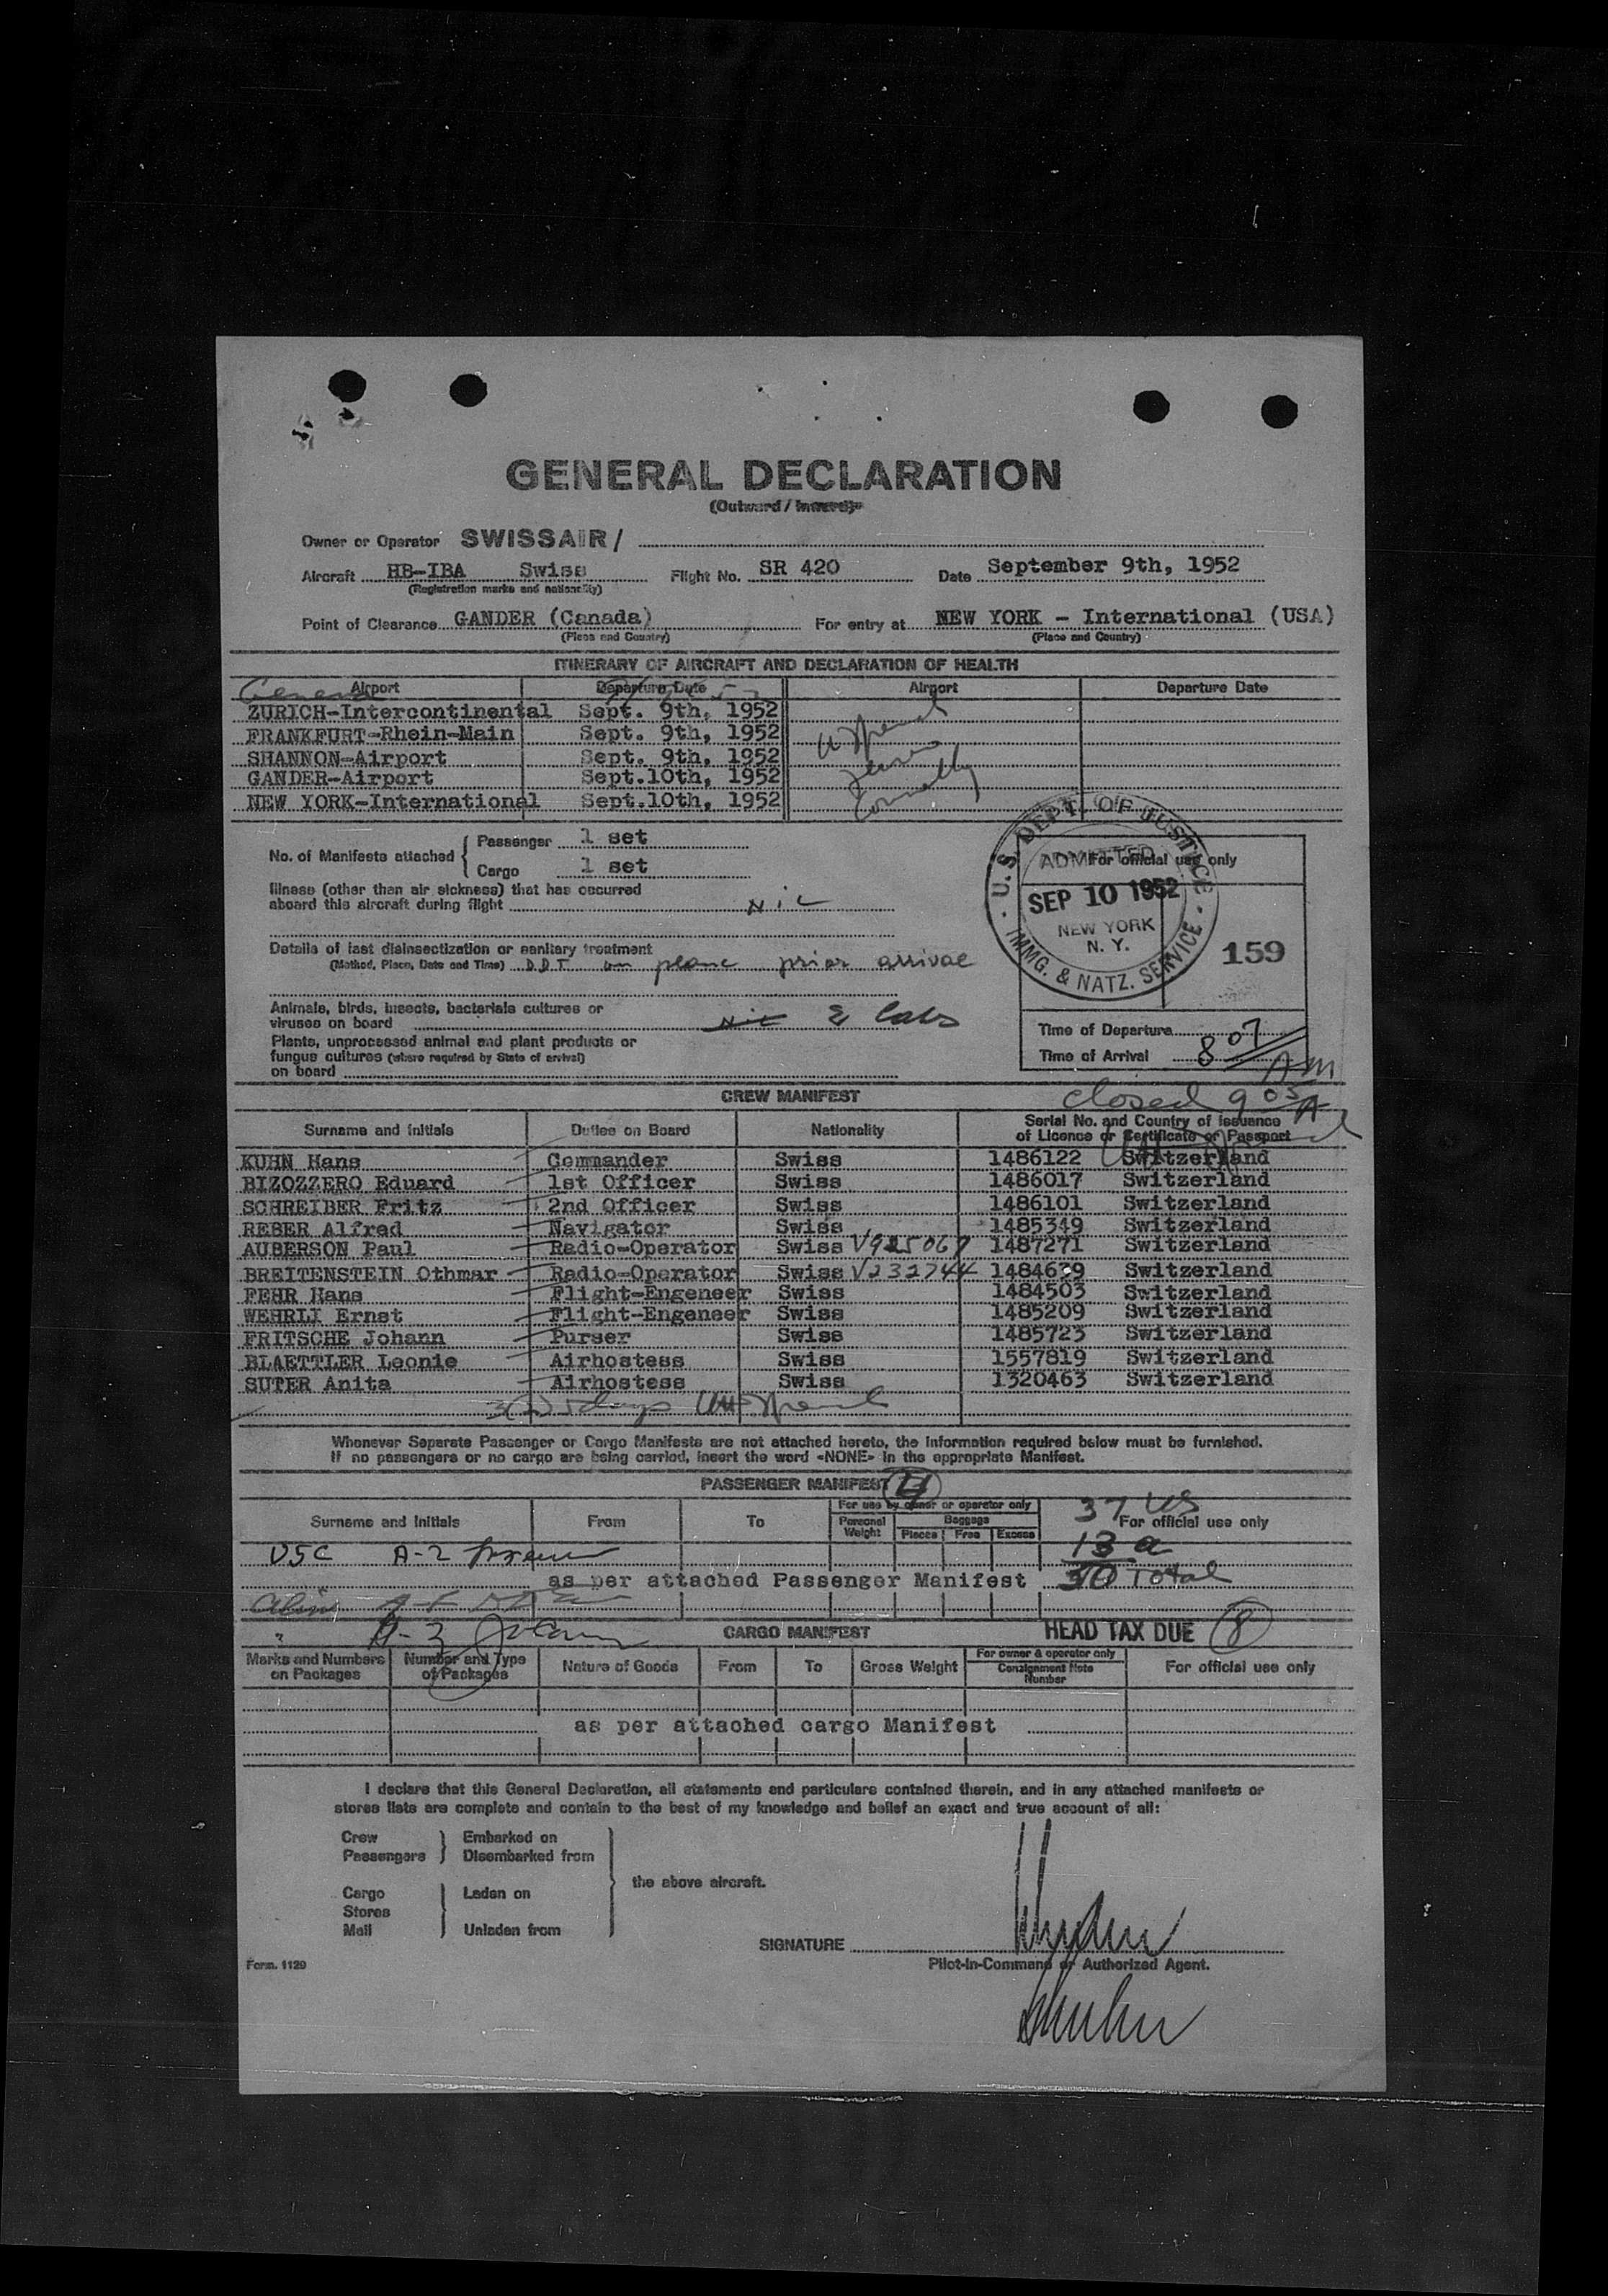 GENERAL DECLARATION
(Outward / Inward)
Owner or Operator SWISSAIR/
Aircraft HB-IBA Swiss Flight No. SR 420 Date September 9th, 1952
(Registration marks and nationality)
Point of Clearance GANDER (Canada) For entry at NEW YORK - International (USA)
(Place and Country) (Place and Country)
ITINERARY OF AIRCRAFT AND DECLARATION OF HEALTH
Airport Departure Date Airport Departure Date
Geneva
ZURICH-Intercontinental Sept. 9th, 1952
FRANKFURT-Rhein-Main Sept. 9th, 1952
SHANNON-Airport Sept. 9th, 1952
GANDER-Airport Sept.10th, 1952
NEW YORK-International Sept.10th, 1952
Connolly
No. of Manifests attached { Passenger 1 set
Cargo 1 set
U.S. DEPT. OF JUSTICE
ADMITTED
SEP 10 1952
NEW YORK
N. Y.
IMMG. & NATZ. SERVICE
For official use only
159
Illness (other than air sickness) that has occurred
aboard this aircraft during flight Nil
Details of last disinsectization or sanitary treatment
(Method, Place, Date and Time) DDT on plane prior arrival
Animals, birds, insects, bacterials cultures or
viruses on board Nil 2 cats
Plants, unprocessed animal and plant products or
fungus cultures (where required by State of arrival)
on board
Time of Departure
Time of Arrival 8 07 AM
closed 9 05 A
CREW MANIFEST
Surname and Initials Duties on Board Nationality Serial No. and Country of issuance
of Licence or Certificate or Passport
KUHN Hans Commander Swiss 1486122 Switzerland
BIZOZZERO Eduard 1st Officer Swiss 1486017 Switzerland
SCHREIBER Fritz 2nd Officer Swiss 1486101 Switzerland
REBER Alfred Navigator Swiss 1485349 Switzerland
AUBERSON Paul Radio-Operator Swiss V925067 1487271 Switzerland
BREITENSTEIN Othmar Radio-Operator Swiss V232744 1484639 Switzerland
FEHR Hans Flight-Engeneer Swiss 1484503 Switzerland
WEHRLI Ernst Flight-Engeneer Swiss 1485209 Switzerland
FRITSCHE Johann Purser Swiss 1485723 Switzerland
BLAETTLER Leonie Airhostess Swiss 1557819 Switzerland
SUTER Anita Airhostess Swiss 1320463 Switzerland
days
Whenever Separate Passenger or Cargo Manifests are not attached hereto, the information required below must be furnished.
If no passengers or no cargo are being carried, insert the word «NONE» in the appropriate Manifest.
PASSENGER MANIFEST
Surname and Initials From To For use by owner or operator only For official use only
Personal Weight Baggage
Pieces Free Excess
37 US
13 a
50 Total
USC A-2
as per attached Passenger Manifest
A-3
CARGO MANIFEST HEAD TAX DUE 8
Marks and Numbers on Packages Number and Type of Packages Nature of Goods From To Gross Weight For owner & operator only For official use only
Consignment Note Number
as per attached cargo Manifest
I declare that this General Declaration, all statements and particulars contained therein, and in any attached manifests or
stores lists are complete and contain to the best of my knowledge and belief an exact and true account of all:
Crew } Embarked on
Passengers } Disembarked from
the above aircraft.
Cargo Laden on
Stores
Mail Unladen from
SIGNATURE
Form. 1129 Pilot-in-Command or Authorized Agent.